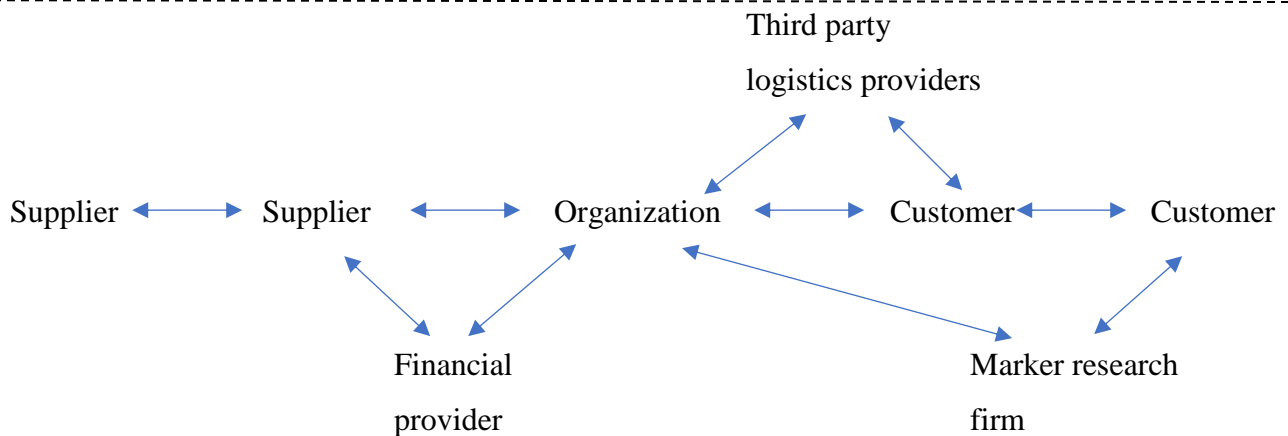 Third party
logistics providers
Supplier Supplier Organization Customer Customer
Financial
provider
Marker research
firm